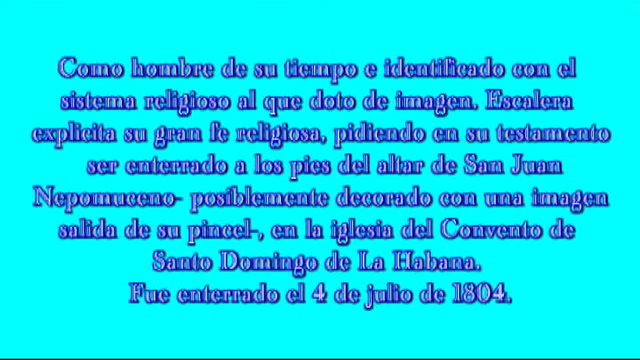 Como hombre de su tiempo e identificado con el
sistema religioso al que doto de imagen. Escalera
explicita su gran fe religiosa, pidiendo en su testamento
ser enterrado a los pies del altar de San Juan
Nepomuceno- posiblemente decorado con una imagen
salida de su pincel-, en la iglesia del Convento de
Santo Domingo de La Habana.
Fue enterrado el 4 de julio de 1804.